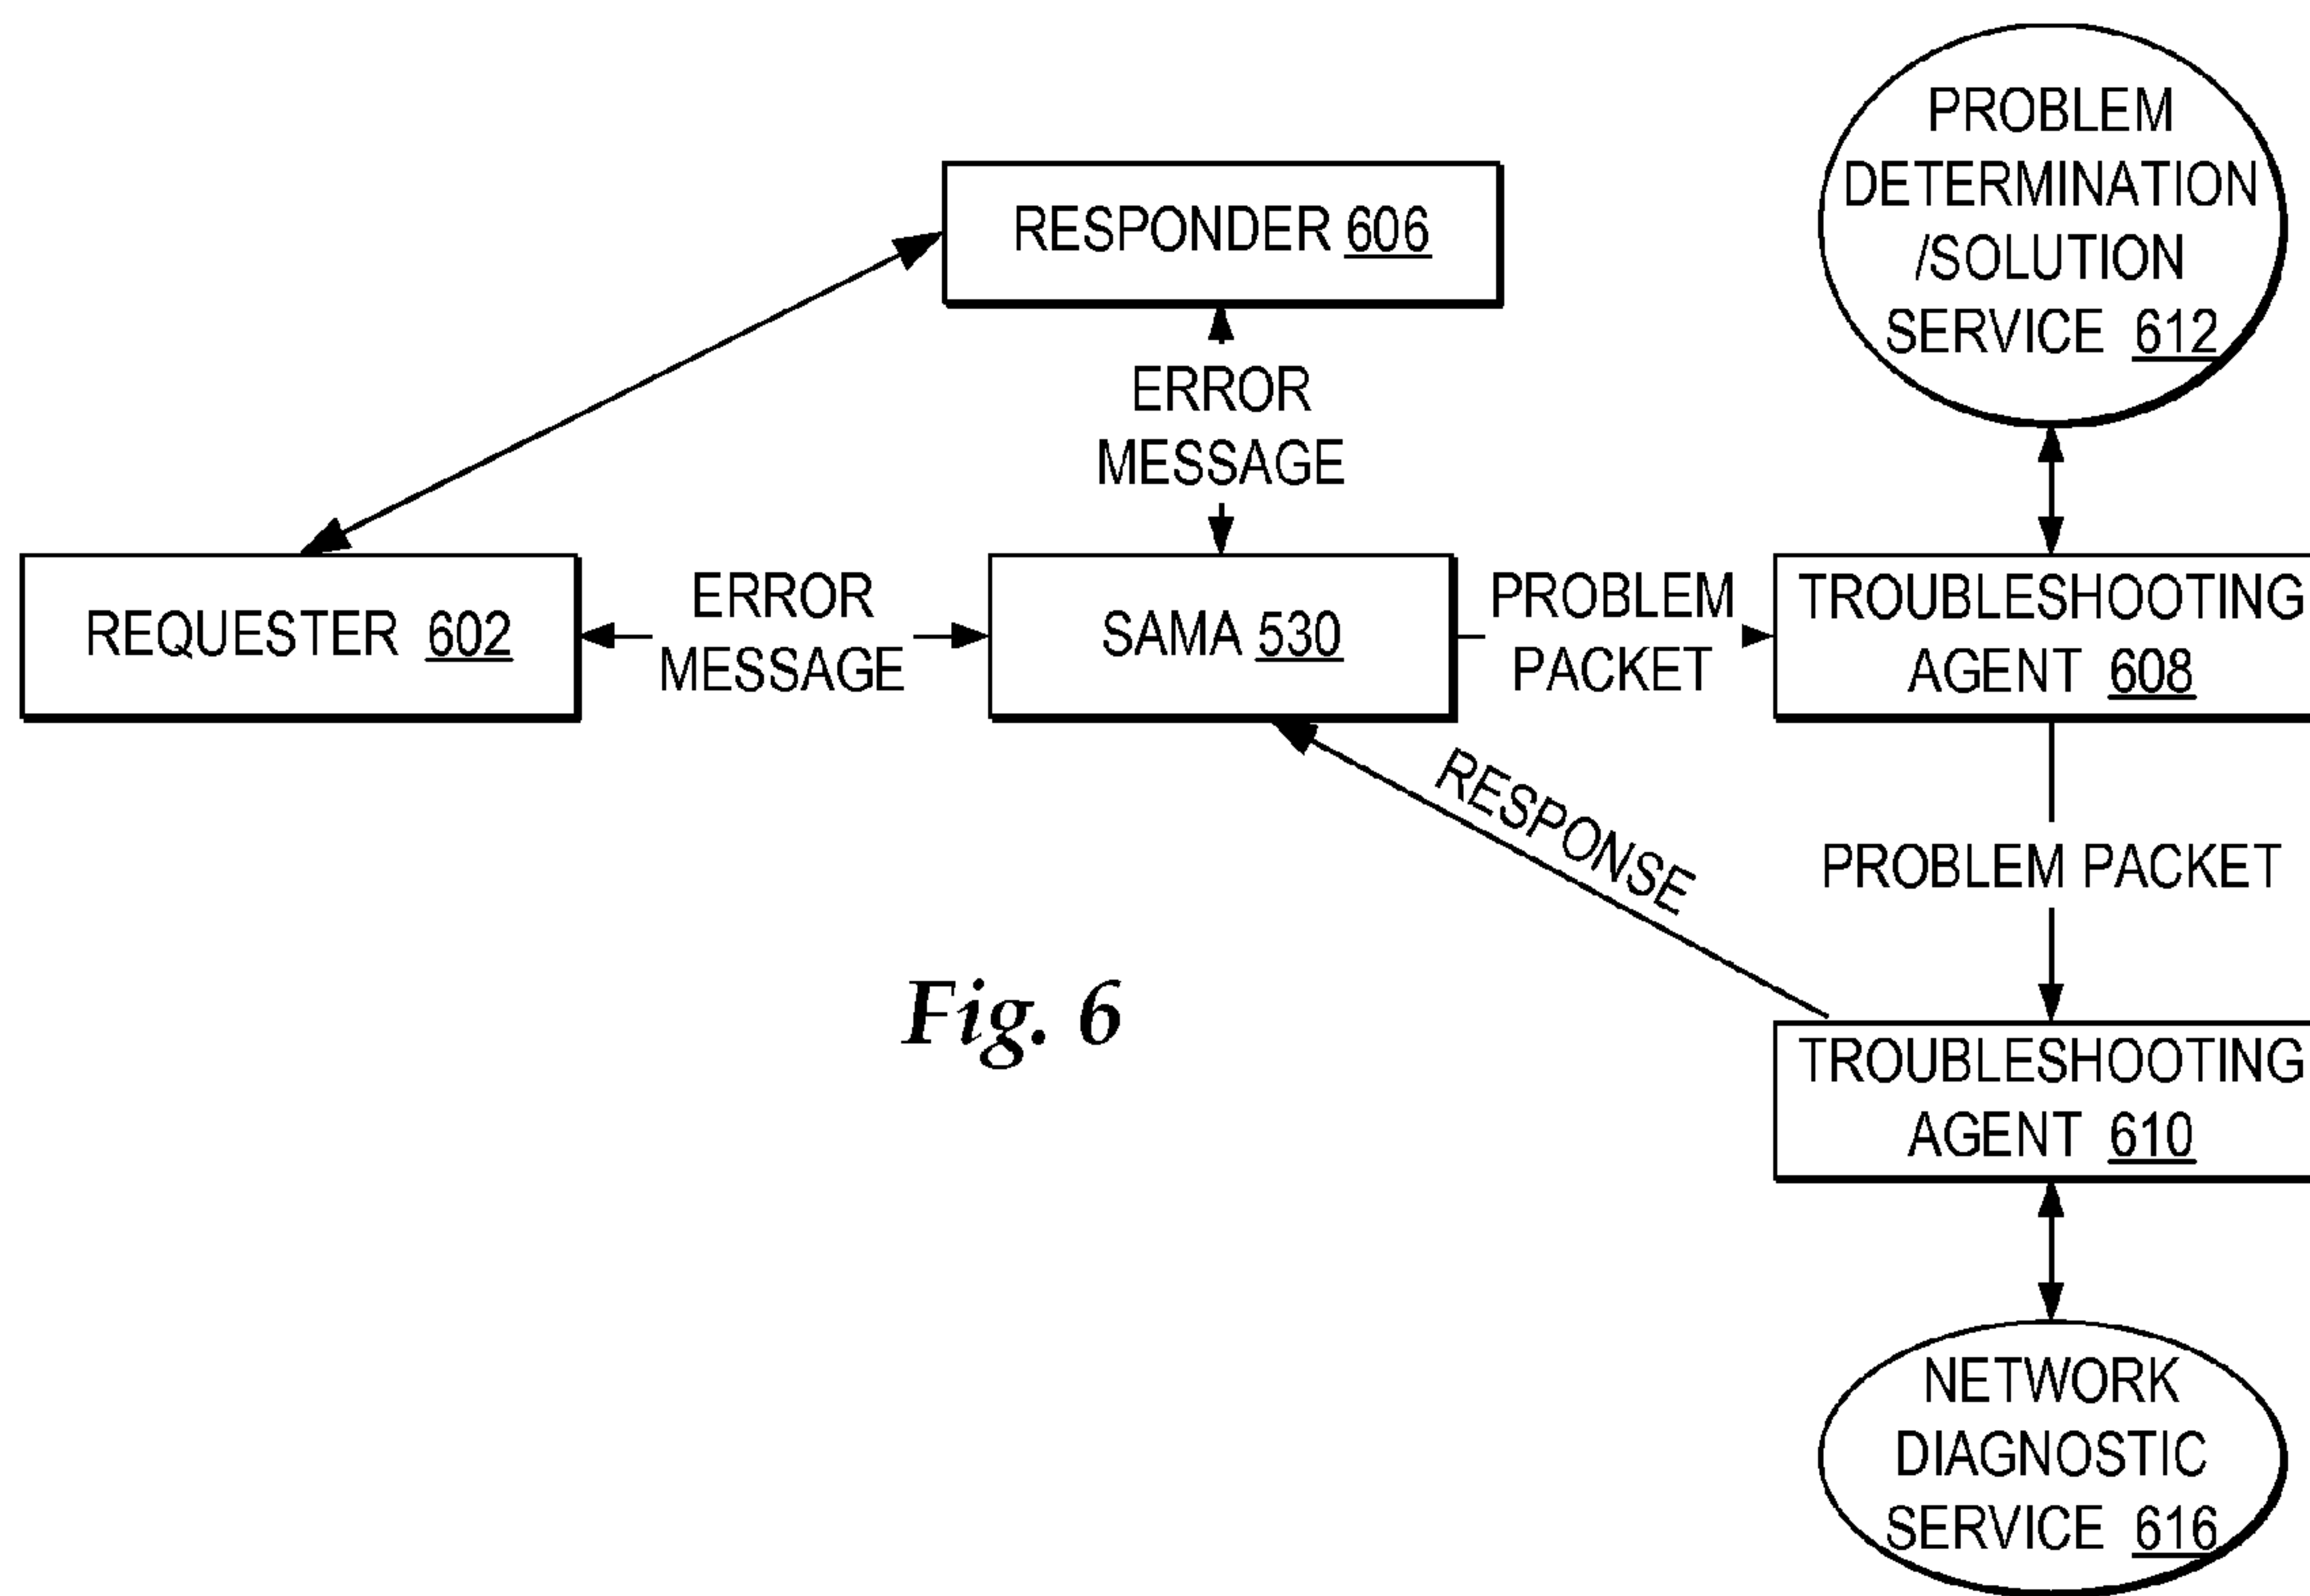 PROBLEM
DETERMINATION
/SOLUTION
SERVICE 612
RESPONDER 606
ERROR
MESSAGE
REQUESTER 602
ERROR
MESSAGE
SAMA 530
PROBLEM
PACKET
TROUBLESHOOTING
AGENT 608
RESPONSE
PROBLEM PACKET
Fig. 6
TROUBLESHOOTING
AGENT 610
NETWORK
DIAGNOSTIC
SERVICE 616